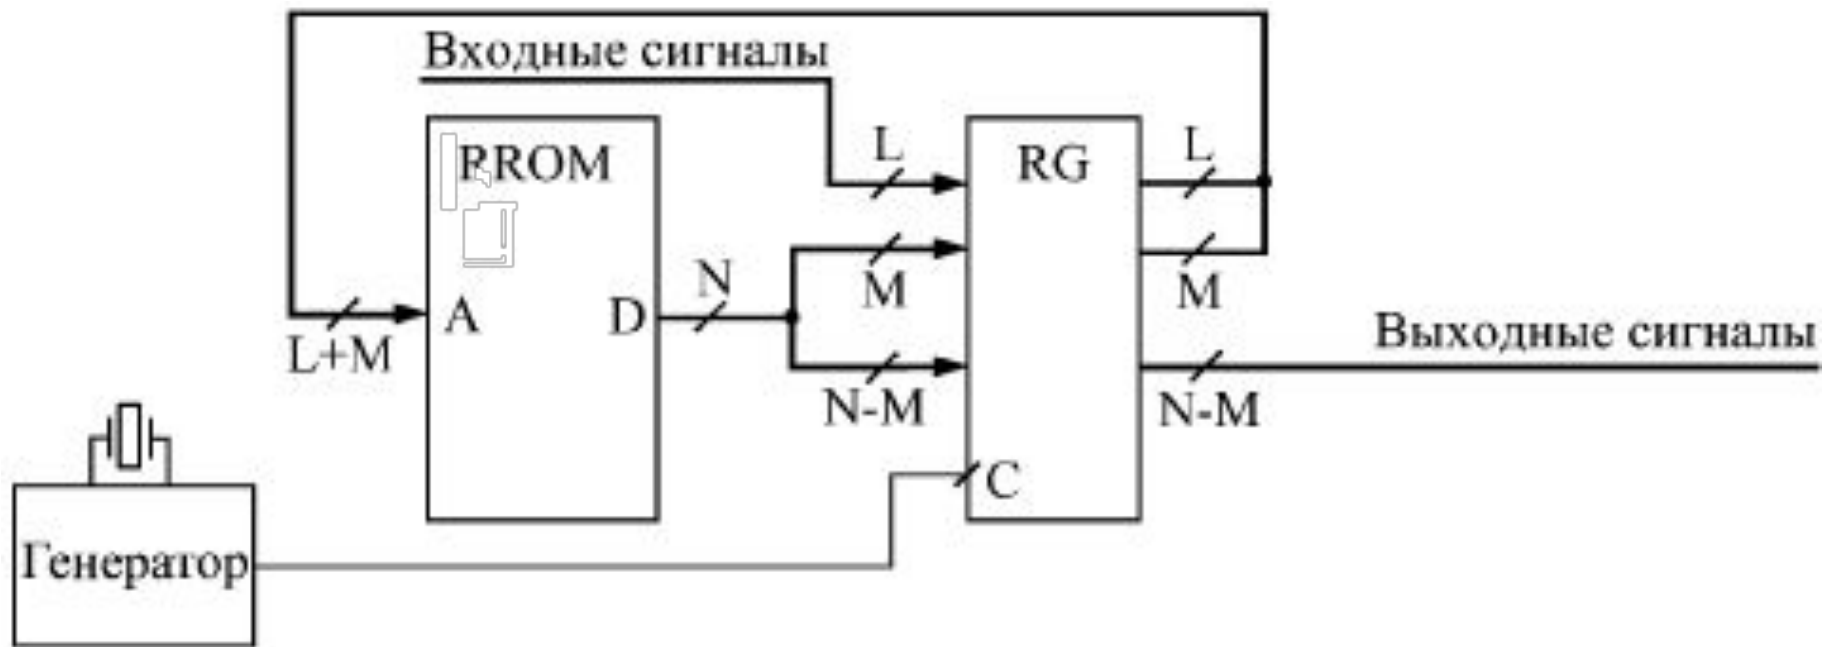 Входные сигналы
PROM
L
RG
L
N
M
M
A
D
L+M
Выходные сигналы
N-M
N-M
C
Генератор